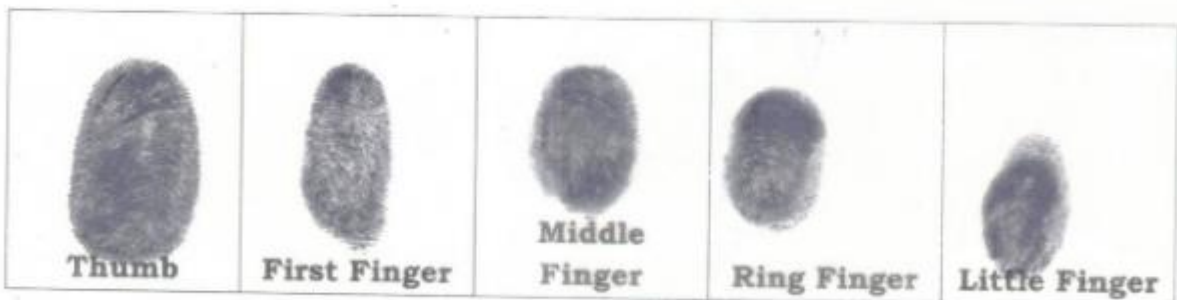 Thumb
First Finger
Middle
Finger
Ring Finger
Little Finger